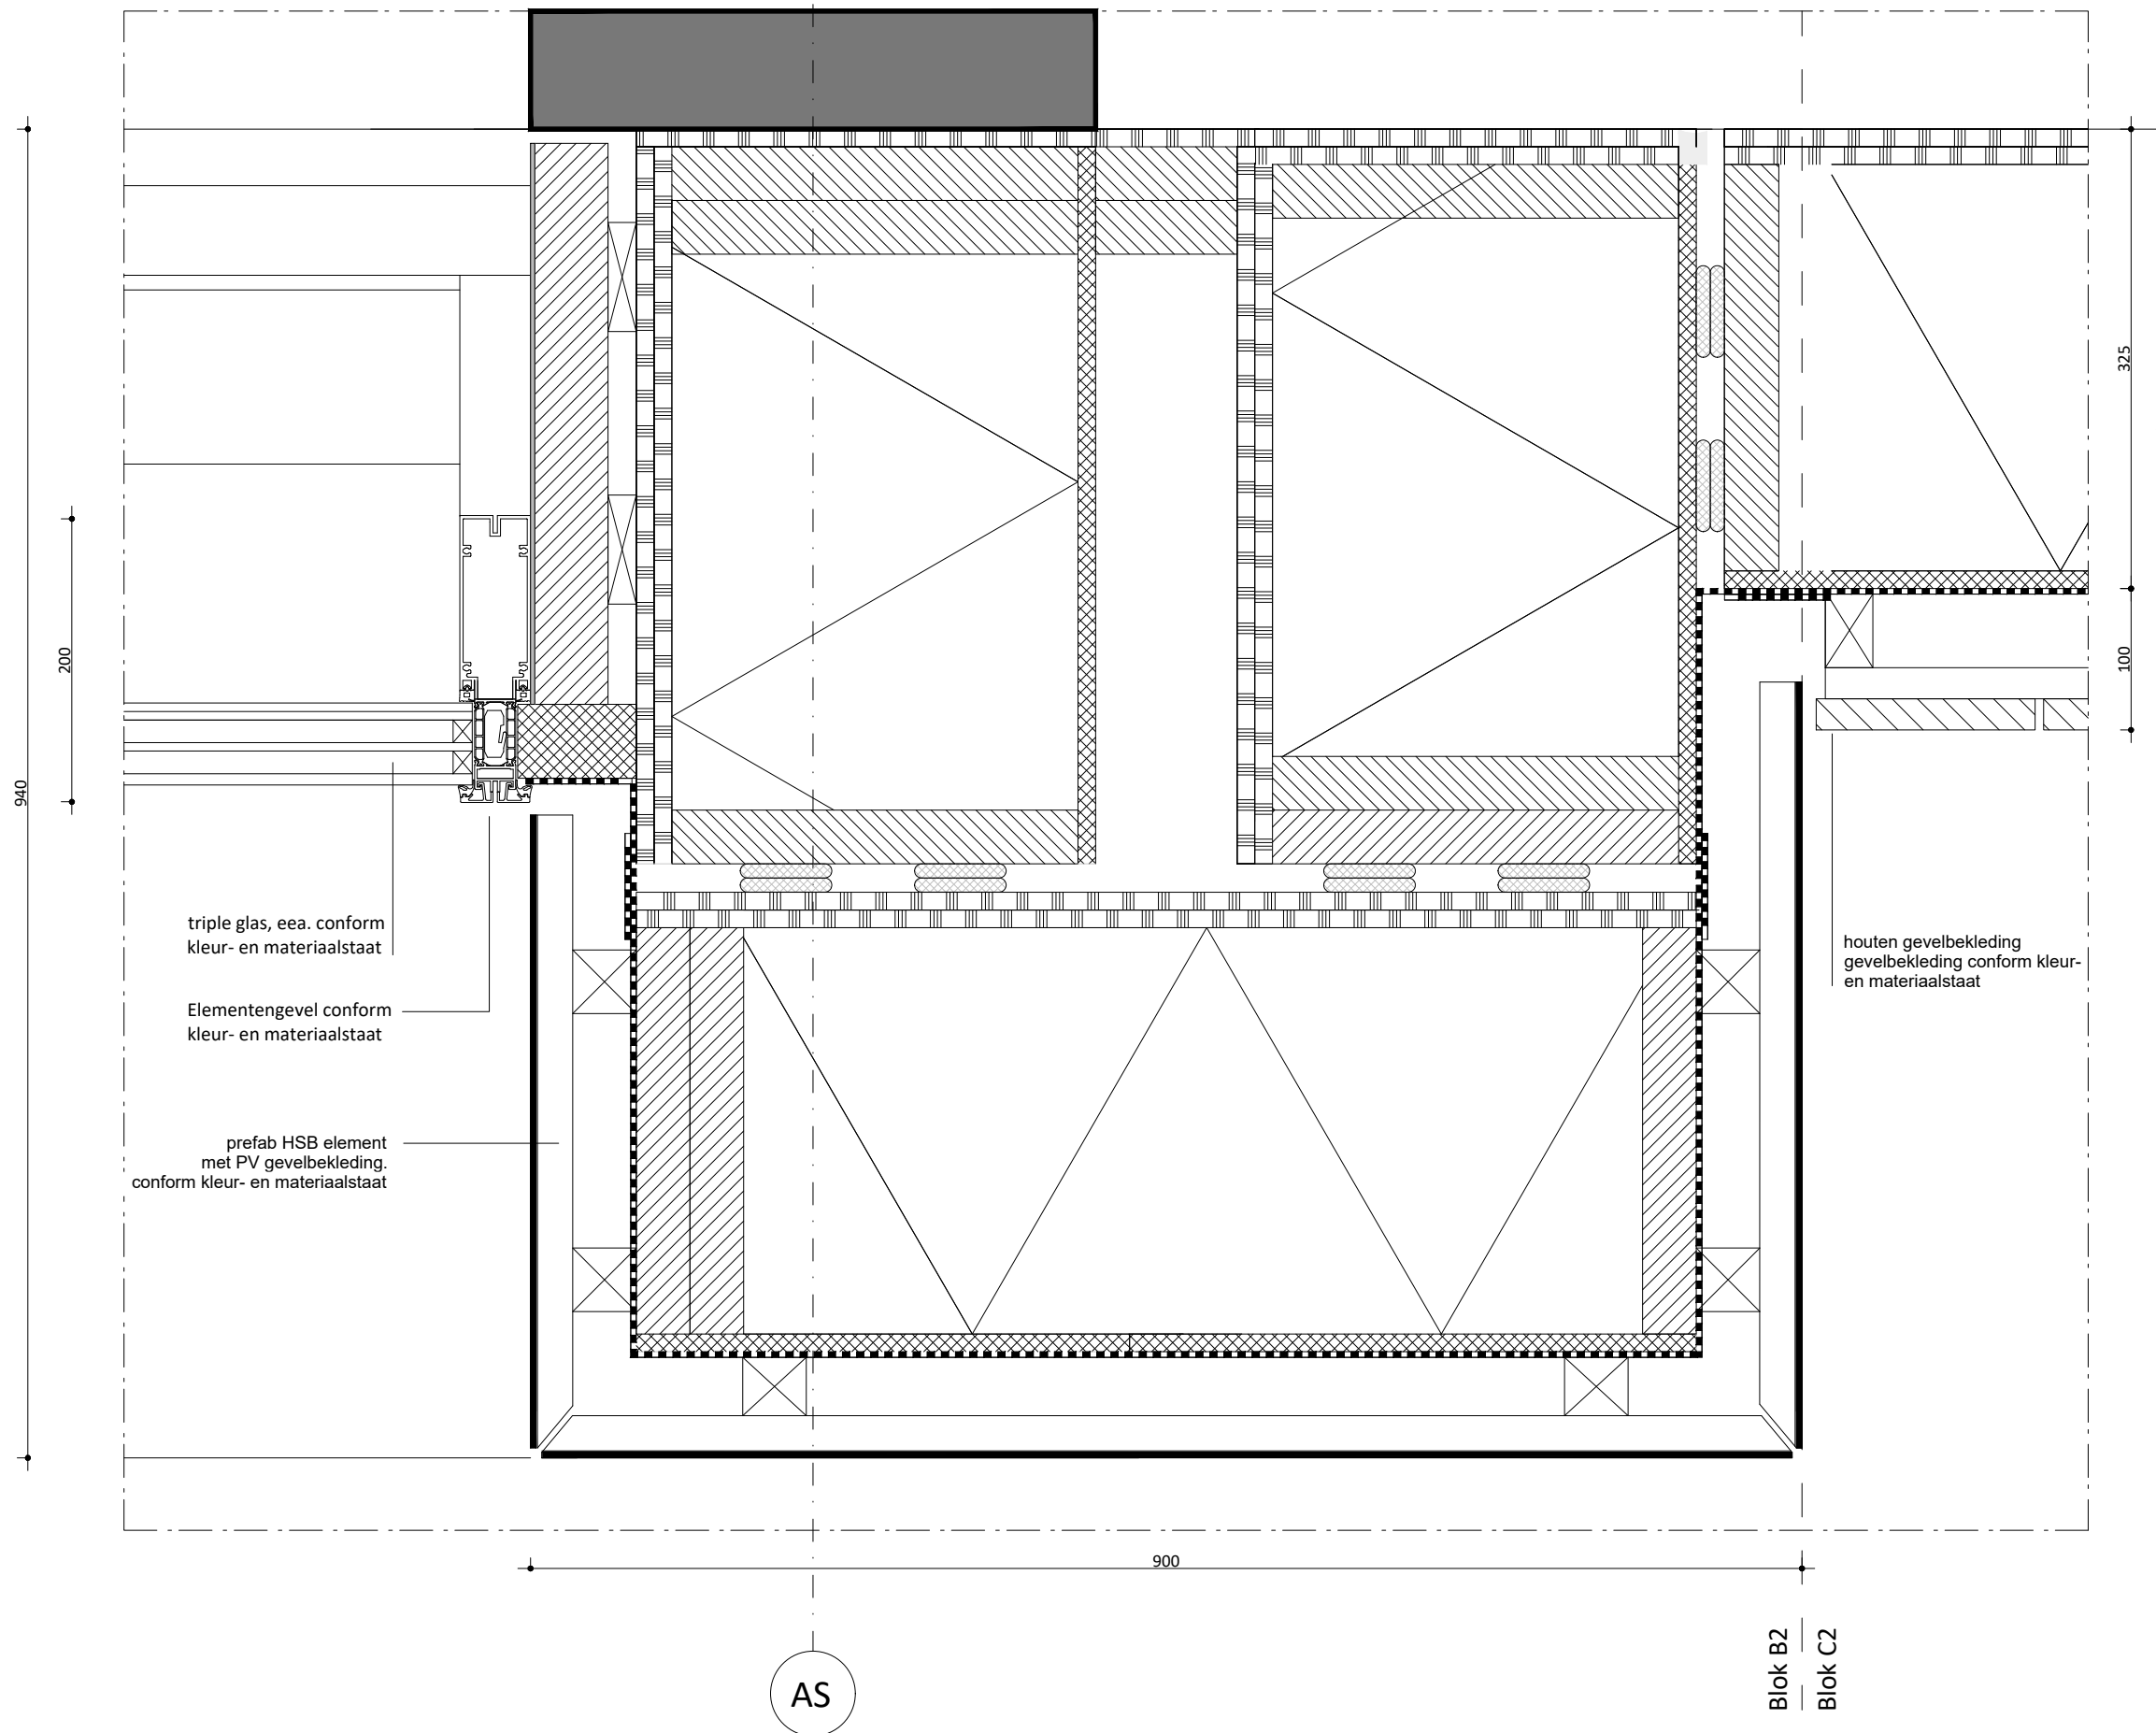 325
200
100
940
triple glas, eea. conform
kleur- en materiaalstaat
Elementengevel conform
kleur- en materiaalstaat
prefab HSB element
met PV gevelbekleding.
conform kleur- en materiaalstaat
houten gevelbekleding
gevelbekleding conform kleur-
en materiaalstaat
900
AS
Blok B2
Blok C2